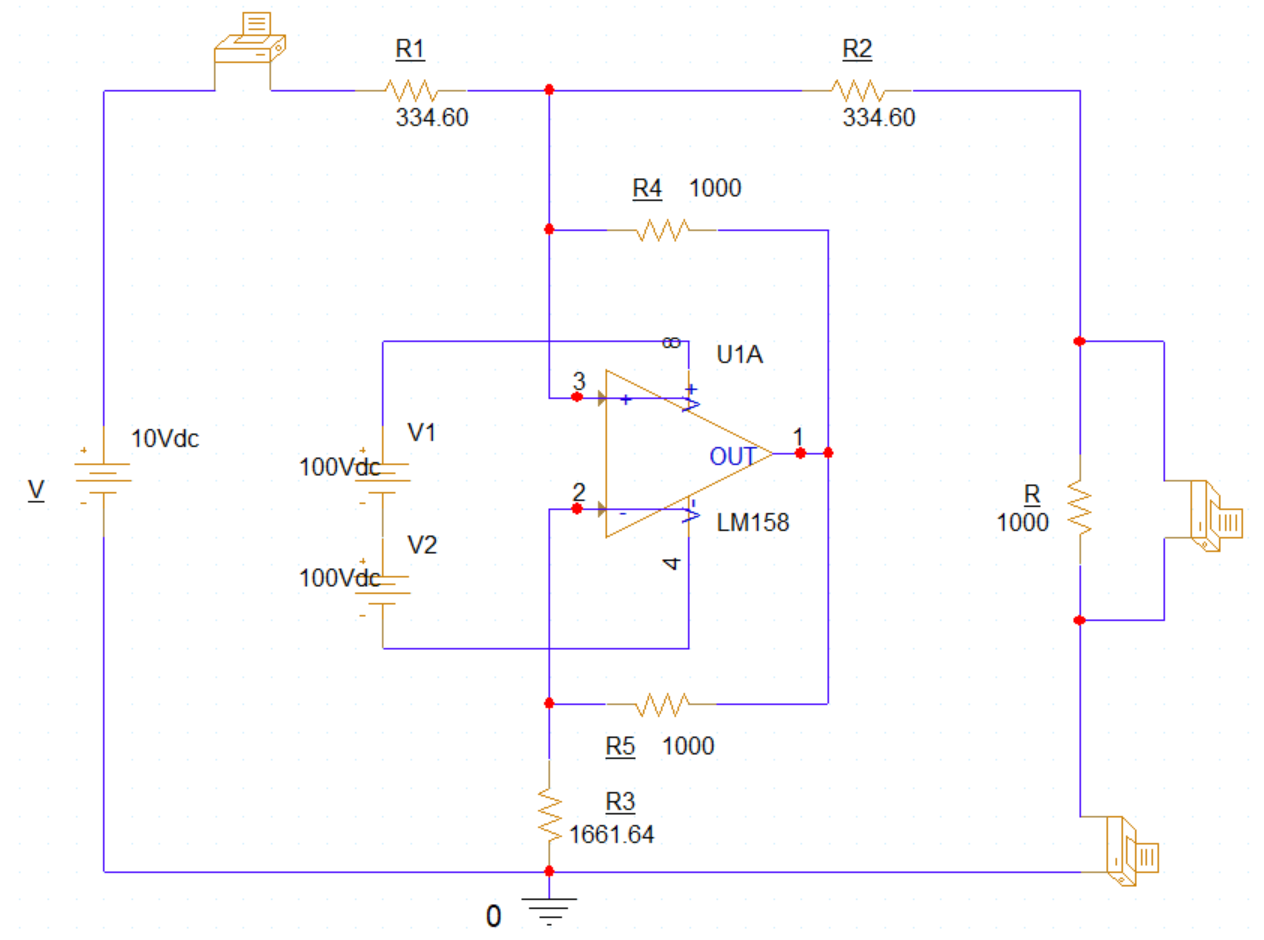 R1
334.60
R2
334.60
R4 1000
8
U1A
3
+
V+
V
10Vdc
+
-
V1
100Vdc
+
-
1
OUT
2
-
V-
LM158
4
V2
100Vdc
+
-
R
1000
R5 1000
R3
1661.64
0